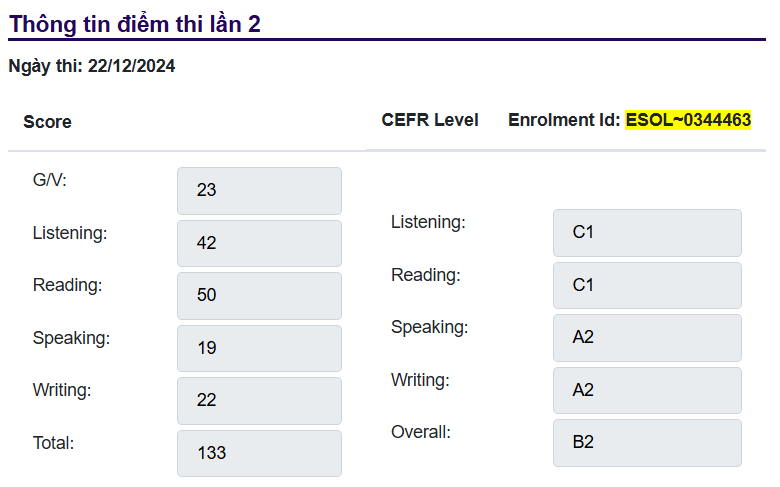 Thông tin điểm thi lần 2
Ngày thi: 22/12/2024
Score
CEFR Level Enrolment Id: ESOL~0344463
G/V: 23
Listening: 42
Reading: 50
Speaking: 19
Writing: 22
Total: 133
Listening: C1
Reading: C1
Speaking: A2
Writing: A2
Overall: B2